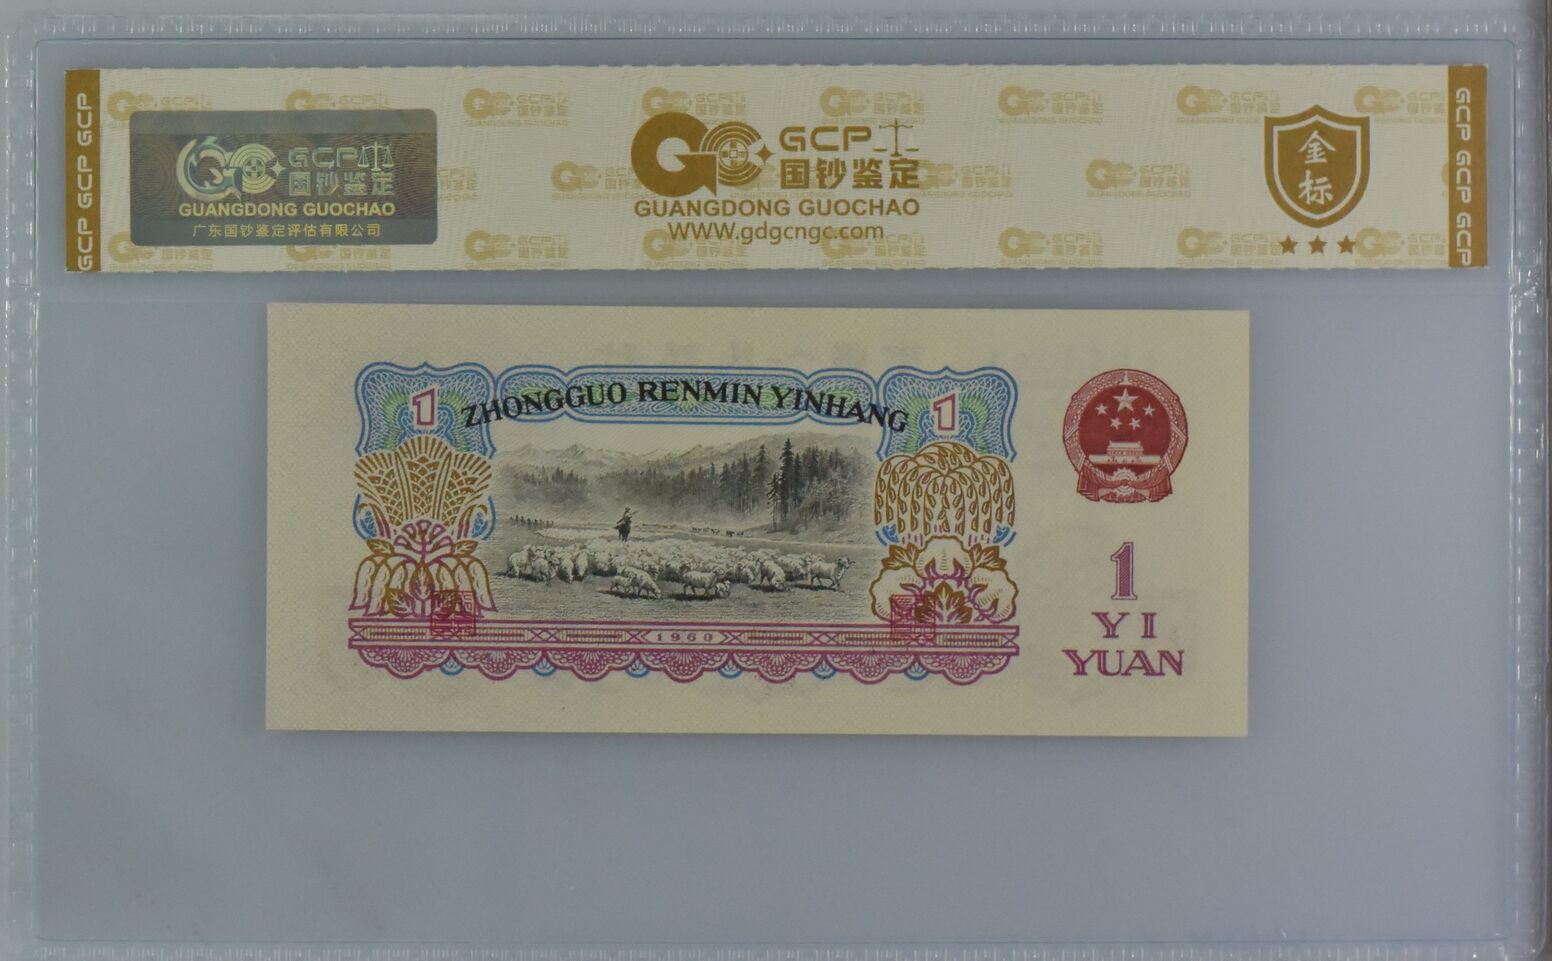 GCP GCP GCP
GCP
国钞鉴定
GUANGDONG GUOCHAO
广东国钞鉴定评估有限公司
GCP
国钞鉴定
GUANGDONG GUOCHAO
WWW.gdgcngc.com
金
标
GCP GCP GCP
ZHONGGUO RENMIN YINHANG
1
1
1960
1
YI
YUAN